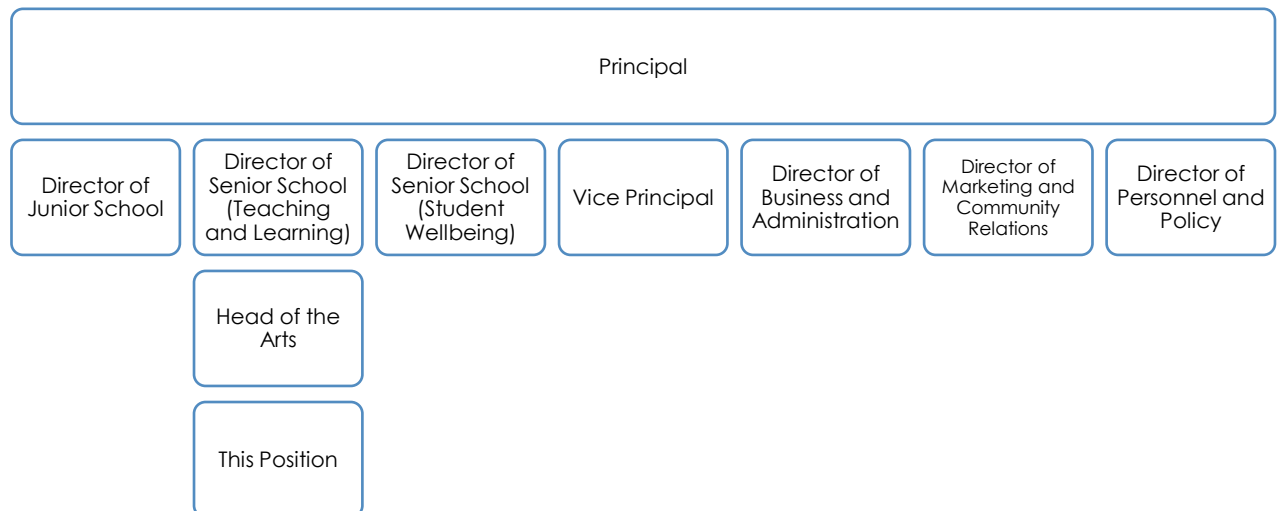 Principal
Director of
Junior School
Director of
Senior School
(Teaching
and Learning)
Director of
Senior School
(Student
Wellbeing)
Vice Principal
Director of
Business and
Administration
Director of
Marketing and
Community
Relations
Director of
Personnel and
Policy
Head of the
Arts
This Position